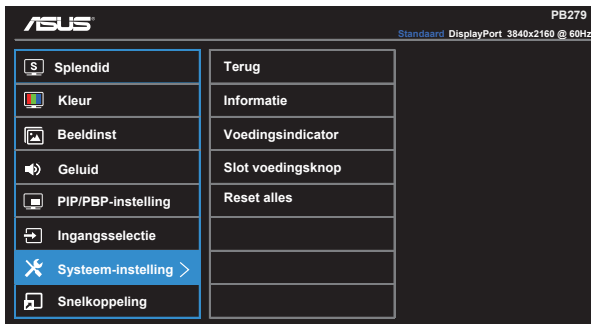 ASUS
PB279
Standaard DisplayPort 3840x2160 @ 60Hz
S Splendid
Kleur
Beeldinst
Geluid
PIP/PBP-instelling
Ingangsselectie
Systeem-instelling >
Snelkoppeling
Terug
Informatie
Voedingsindicator
Slot voedingsknop
Reset alles